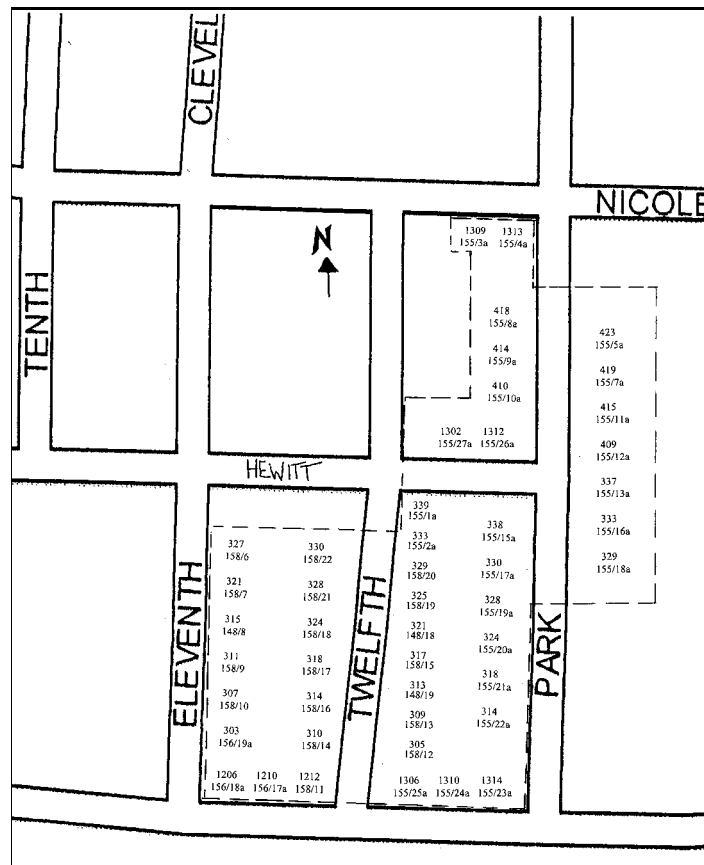 CLEVEL
NICOLE
TENTH
N
1309 1313
155/3a 155/4a
418
155/8a
414
155/9a
410
155/10a
1302 1312
155/27a 155/26a
423
155/5a
419
155/7a
415
155/11a
409
155/12a
337
155/13a
333
155/16a
329
155/18a
HEWITT
ELEVENTH
327
158/6
321
158/7
315
148/8
311
158/9
307
158/10
303
156/19a
330
158/22
328
158/21
324
158/18
318
158/17
314
158/16
310
158/14
1206 1210 1212
156/18a 156/17a 158/11
TWELFTH
339
155/1a
333
155/2a
329
158/20
325
158/19
321
148/18
317
158/15
313
148/19
309
158/13
305
158/12
338
155/15a
330
155/17a
328
155/19a
324
155/20a
318
155/21a
314
155/22a
1306 1310 1314
155/25a 155/24a 155/23a
PARK